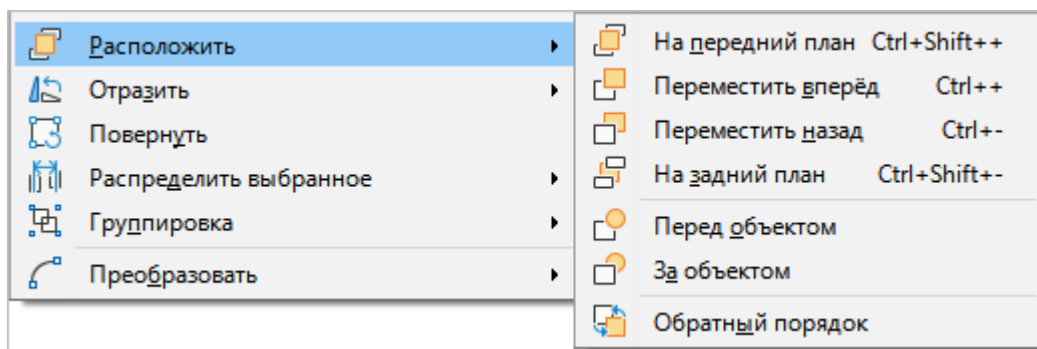 Расположить
Отразить
Повернуть
Распределить выбранное
Группировка
Преобразовать
На передний план Ctrl+Shift++
Переместить вперёд Ctrl++
Переместить назад Ctrl+-
На задний план Ctrl+Shift+-
Перед объектом
За объектом
Обратный порядок